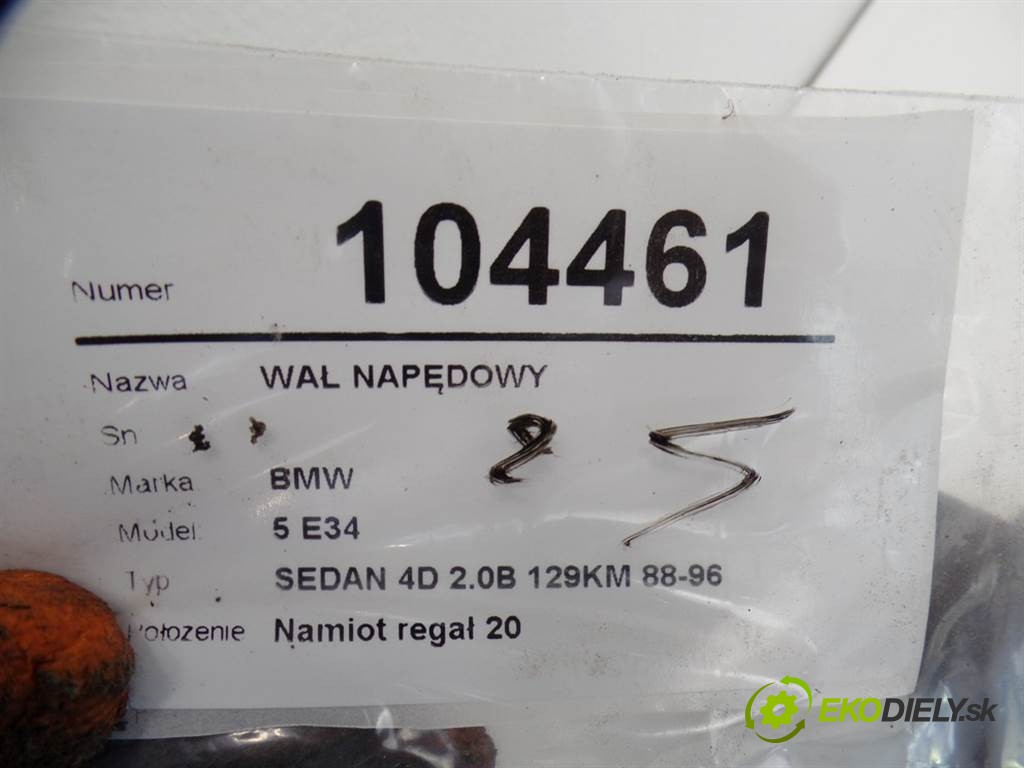 Numer 104461
Nazwa WAŁ NAPĘDOWY
Sn
Marka BMW
Model 5 E34
Typ SEDAN 4D 2.0B 129KM 88-96
Położenie Namiot regał 20
EKODIELY.sk